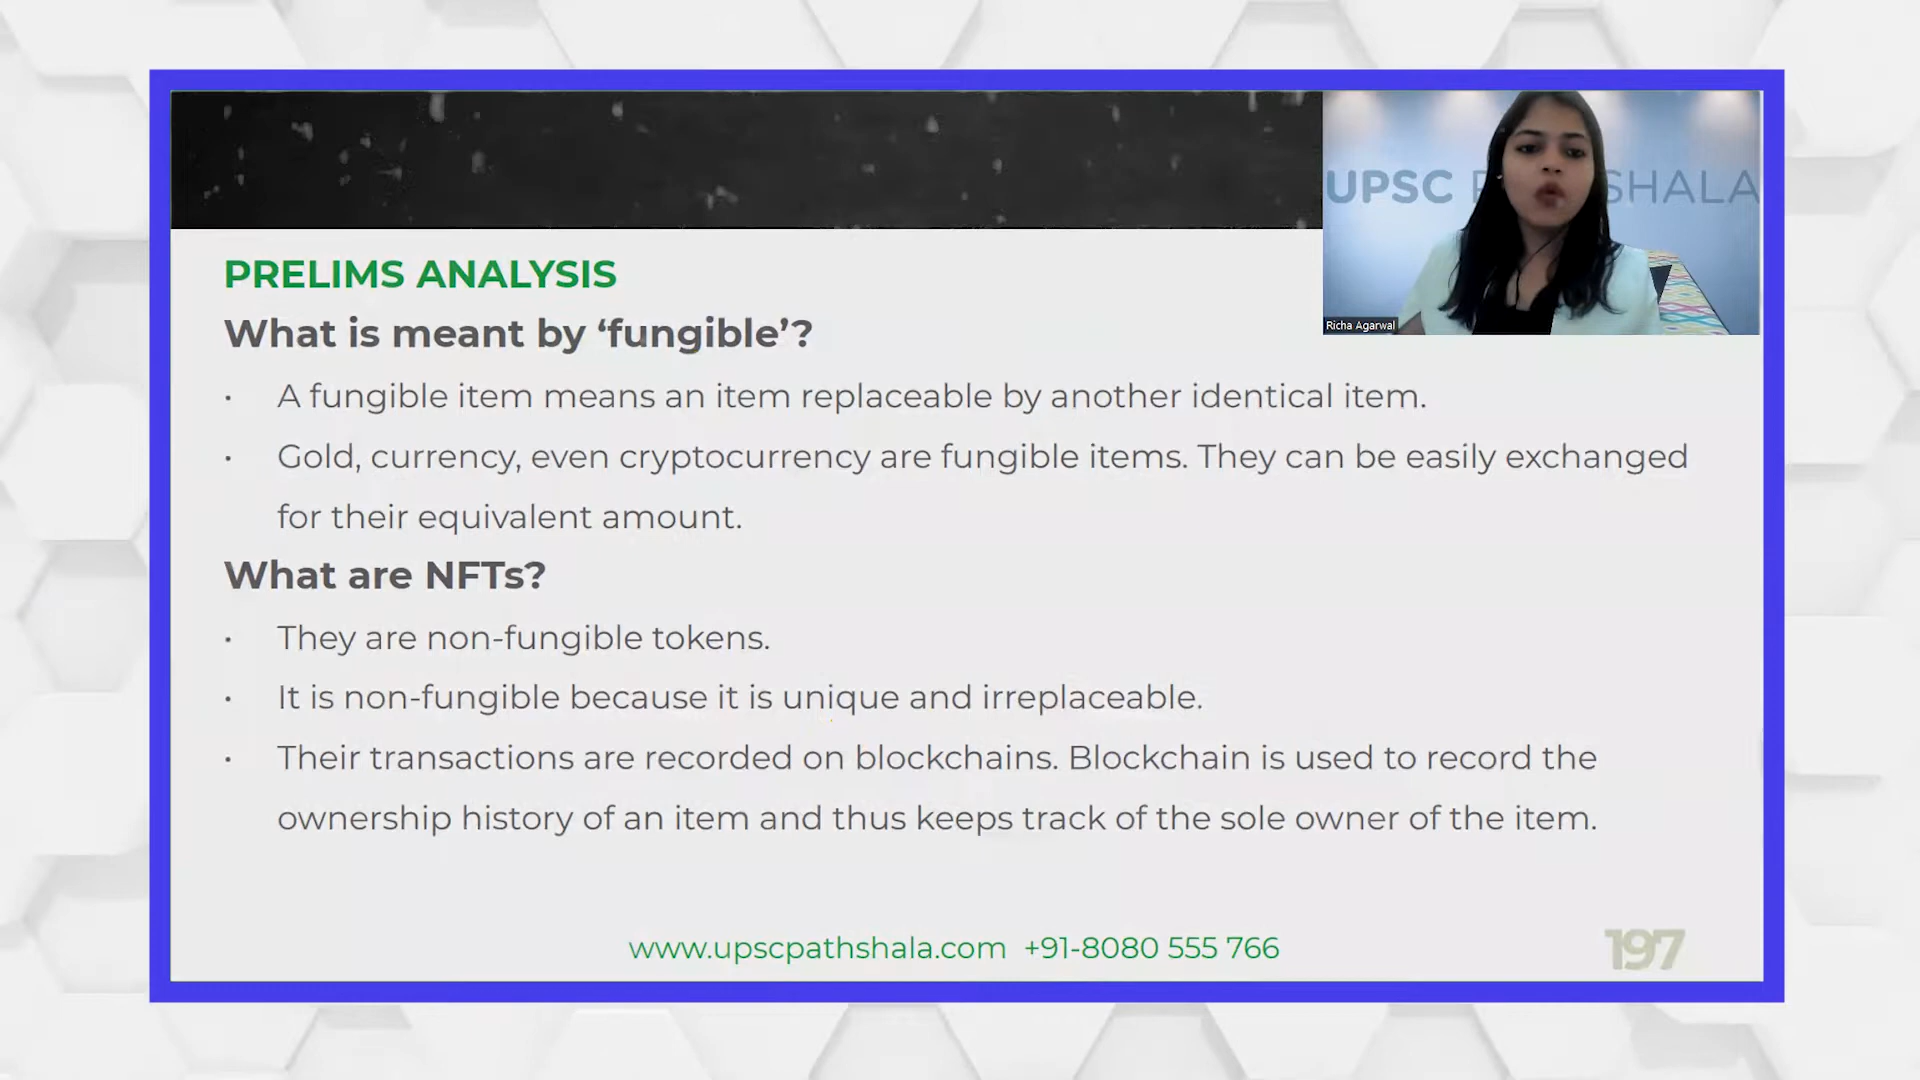 UPSC
SHALA
Richa Agarwal
PRELIMS ANALYSIS
What is meant by ‘fungible’?
• A fungible item means an item replaceable by another identical item.
• Gold, currency, even cryptocurrency are fungible items. They can be easily exchanged
for their equivalent amount.
What are NFTs?
• They are non-fungible tokens.
• It is non-fungible because it is unique and irreplaceable.
• Their transactions are recorded on blockchains. Blockchain is used to record the
ownership history of an item and thus keeps track of the sole owner of the item.
www.upscpathshala.com +91-8080 555 766
197